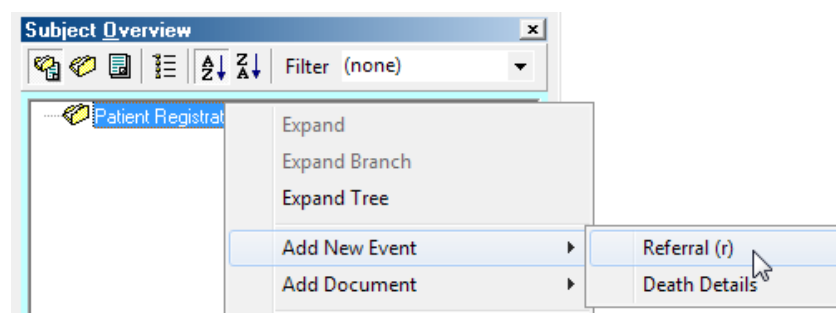 Subject Overview
Filter (none)
Patient Registrat
Expand
Expand Branch
Expand Tree
Add New Event
Referral (r)
Add Document
Death Details